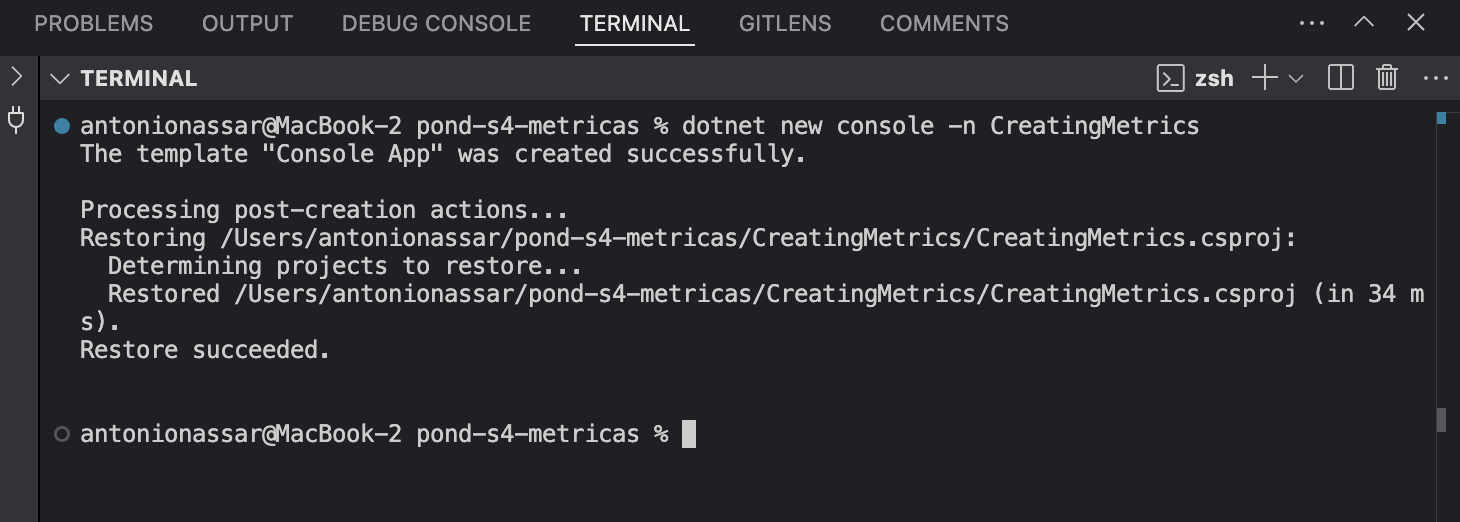 PROBLEMS OUTPUT DEBUG CONSOLE TERMINAL GITLENS COMMENTS
TERMINAL zsh
antonionassar@MacBook-2 pond-s4-metricas % dotnet new console -n CreatingMetrics
The template "Console App" was created successfully.
Processing post-creation actions...
Restoring /Users/antonionassar/pond-s4-metricas/CreatingMetrics/CreatingMetrics.csproj:
Determining projects to restore...
Restored /Users/antonionassar/pond-s4-metricas/CreatingMetrics/CreatingMetrics.csproj (in 34 m
s).
Restore succeeded.
antonionassar@MacBook-2 pond-s4-metricas %